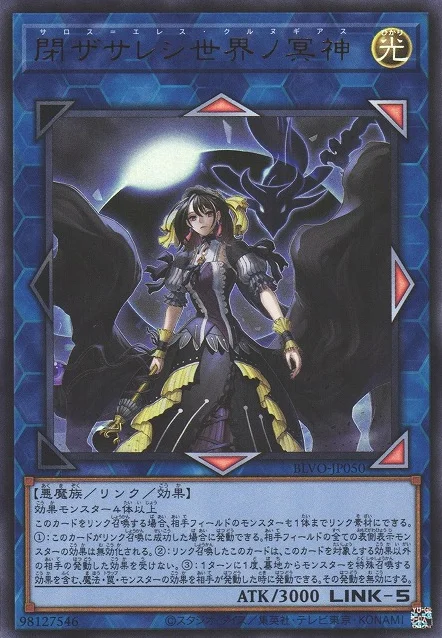 サロス＝エレス・クルヌギアス
閉ザサレシ世界ノ冥神
ひかり
光
BLVO-JP050
【悪魔族／リンク／効果】
効果モンスター4体以上
このカードをリンク召喚する場合、相手フィールドのモンスターも1体までリンク素材にできる。
①：このカードがリンク召喚に成功した場合に発動できる。相手フィールドの全ての表側表示モン
スターの効果は無効化される。②：リンク召喚したこのカードは、このカードを対象とする効果以外
の相手の発動した効果を受けない。③：1ターンに1度、墓地からモンスターを特殊召喚する
効果を含む、魔法・罠・モンスターの効果を相手が発動した時に発動できる。その発動を無効にする。
ATK/3000 LINK-5
98127546
©スタジオ・ダイス／集英社・テレビ東京・KONAMI